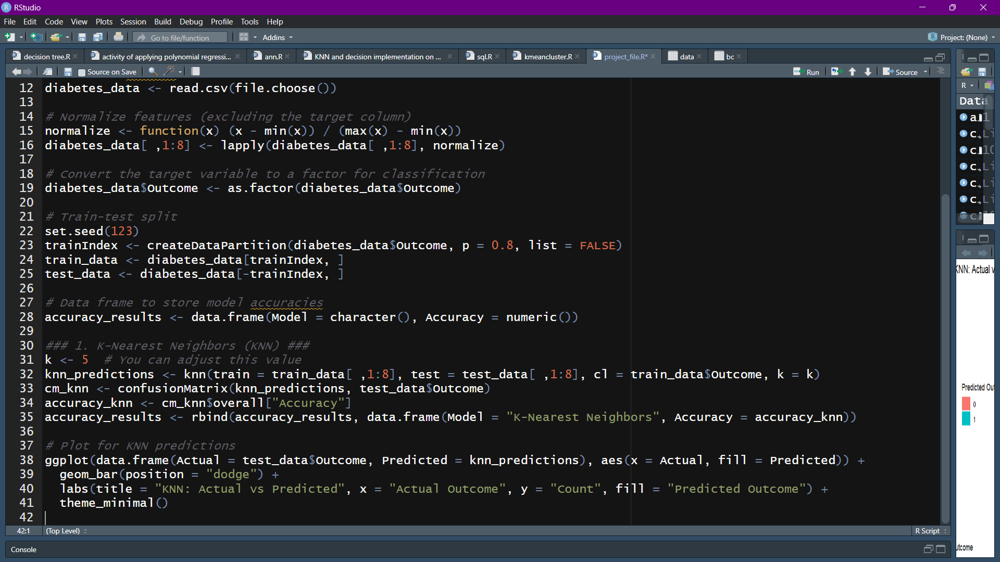 RStudio
File Edit Code View Plots Session Build Debug Profile Tools Help
Go to file/function Addins Project: (None)
decision tree.R activity of applying polynomial regressi... ann.R KNN and decision implementation on ... sql.R kmeancluster.R project_file.R* data bc
Source on Save Run Source
12 diabetes_data <- read.csv(file.choose())
13
14 # Normalize features (excluding the target column)
15 normalize <- function(x) (x - min(x)) / (max(x) - min(x))
16 diabetes_data[ ,1:8] <- lapply(diabetes_data[ ,1:8], normalize)
17
18 # Convert the target variable to a factor for classification
19 diabetes_data$Outcome <- as.factor(diabetes_data$Outcome)
20
21 # Train-test split
22 set.seed(123)
23 trainIndex <- createDataPartition(diabetes_data$Outcome, p = 0.8, list = FALSE)
24 train_data <- diabetes_data[trainIndex, ]
25 test_data <- diabetes_data[-trainIndex, ]
26
27 # Data frame to store model accuracies
28 accuracy_results <- data.frame(Model = character(), Accuracy = numeric())
29
30 ### 1. K-Nearest Neighbors (KNN) ###
31 k <- 5  # You can adjust this value
32 knn_predictions <- knn(train = train_data[ ,1:8], test = test_data[ ,1:8], cl = train_data$Outcome, k = k)
33 cm_knn <- confusionMatrix(knn_predictions, test_data$Outcome)
34 accuracy_knn <- cm_knn$overall["Accuracy"]
35 accuracy_results <- rbind(accuracy_results, data.frame(Model = "K-Nearest Neighbors", Accuracy = accuracy_knn))
36
37 # Plot for KNN predictions
38 ggplot(data.frame(Actual = test_data$Outcome, Predicted = knn_predictions), aes(x = Actual, fill = Predicted)) +
39   geom_bar(position = "dodge") +
40   labs(title = "KNN: Actual vs Predicted", x = "Actual Outcome", y = "Count", fill = "Predicted Outcome") +
41   theme_minimal()
42
42:1 (Top Level) R Script
Console
R
Data
KNN: Actual v
Predicted Out
0
1
utcome